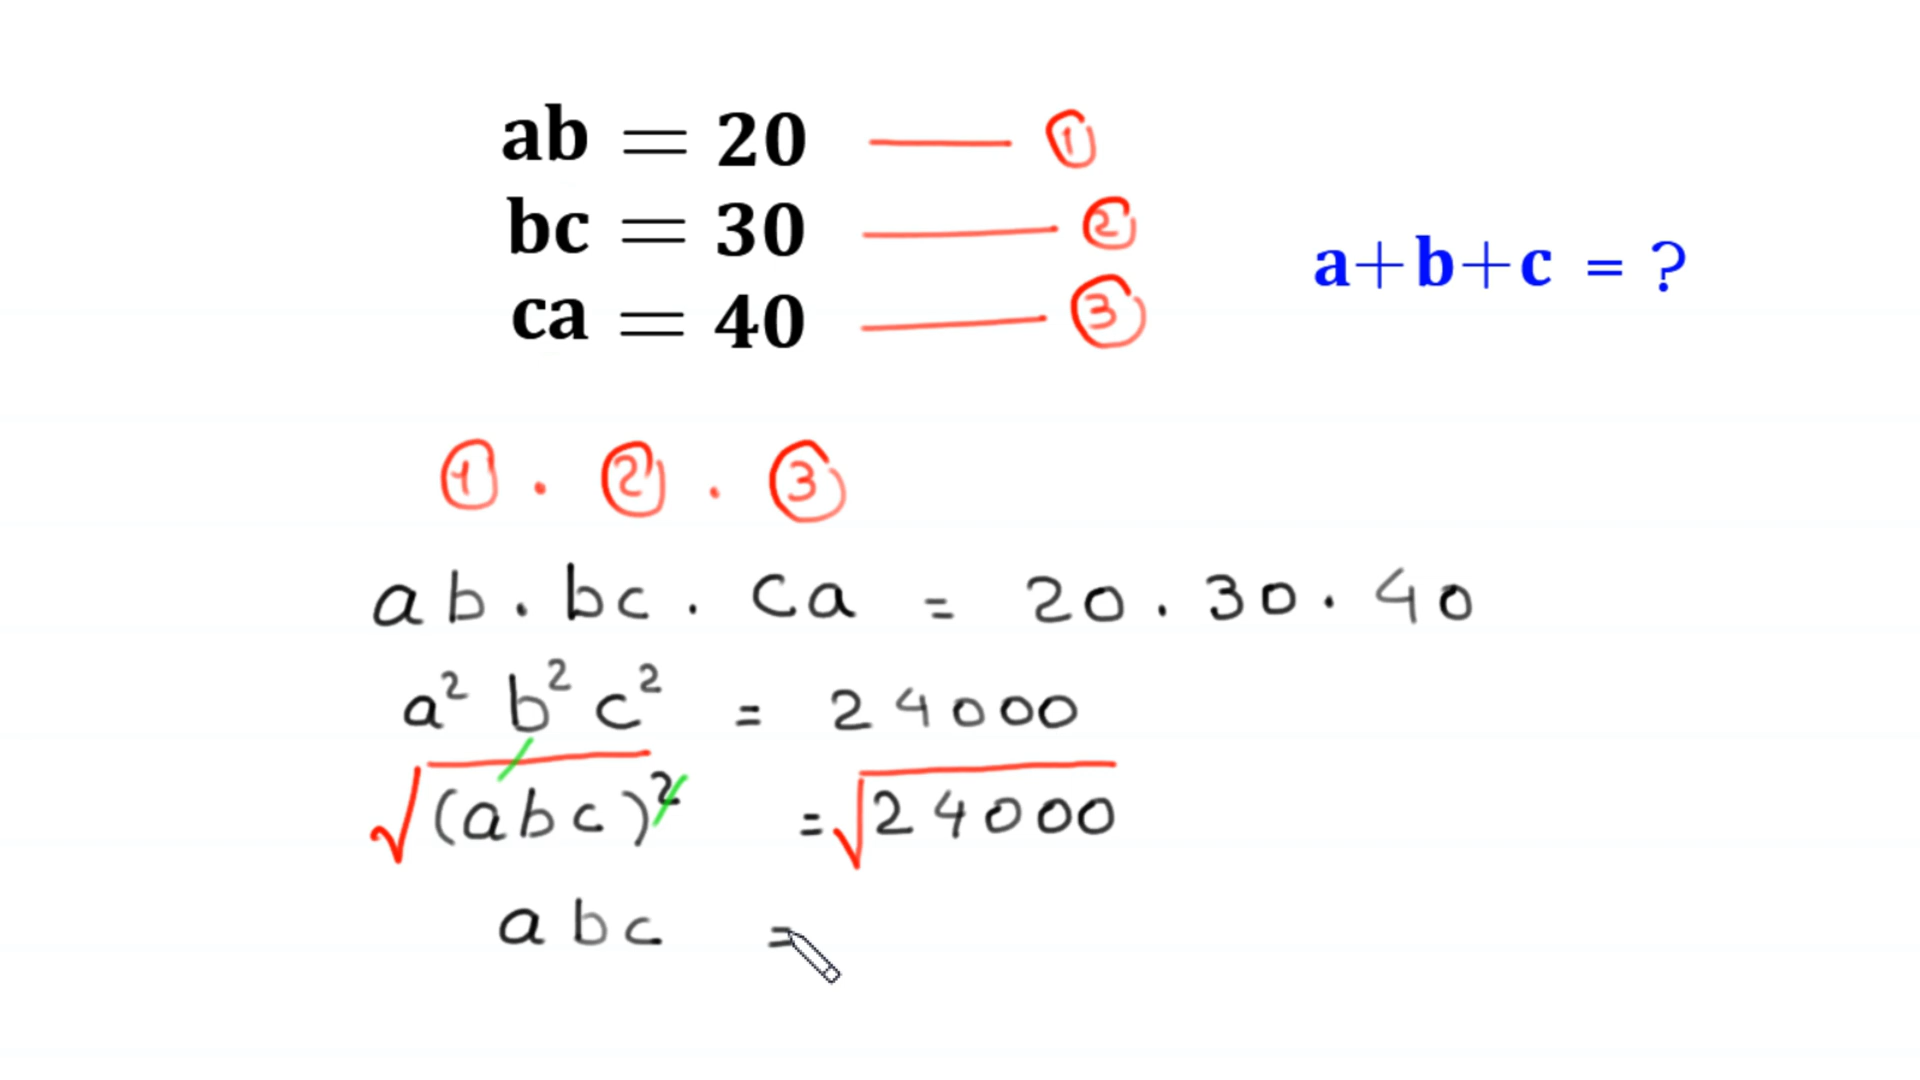 ab = 20 —— ①
bc = 30 —— ②
ca = 40 —— ③
a+b+c = ?
① . ② . ③
ab . bc . ca = 20 . 30 . 40
a² b² c² = 24000
√(abc)² = √24000
abc =